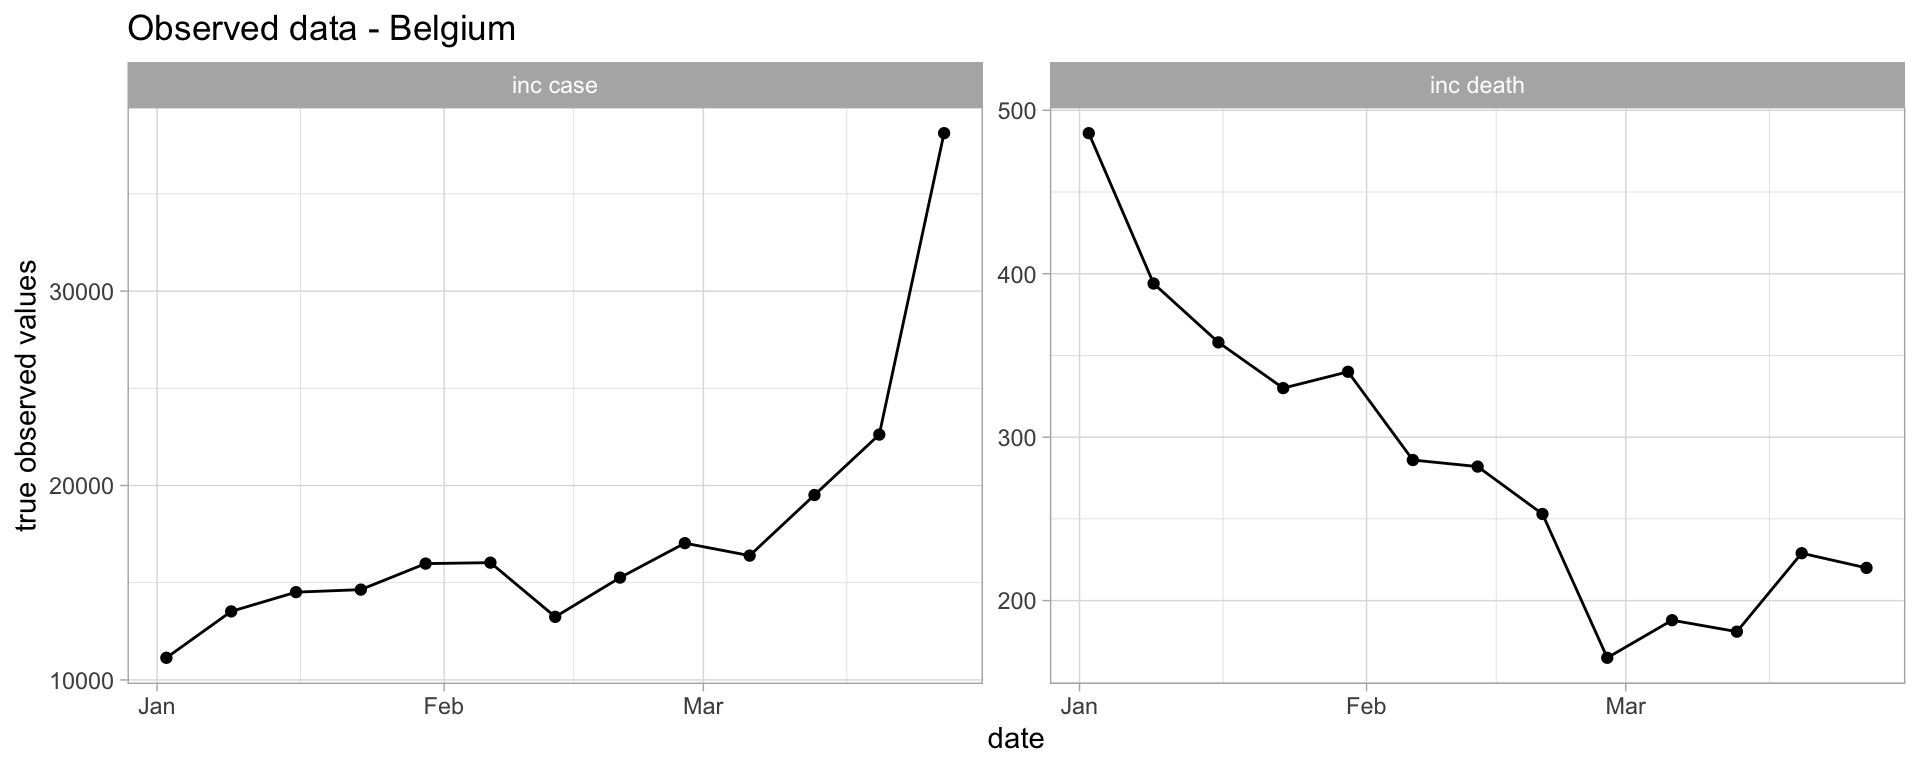 Observed data - Belgium
inc case
inc death
true observed values
30000
20000
10000
500
400
300
200
Jan
Feb
Mar
Jan
Feb
Mar
date